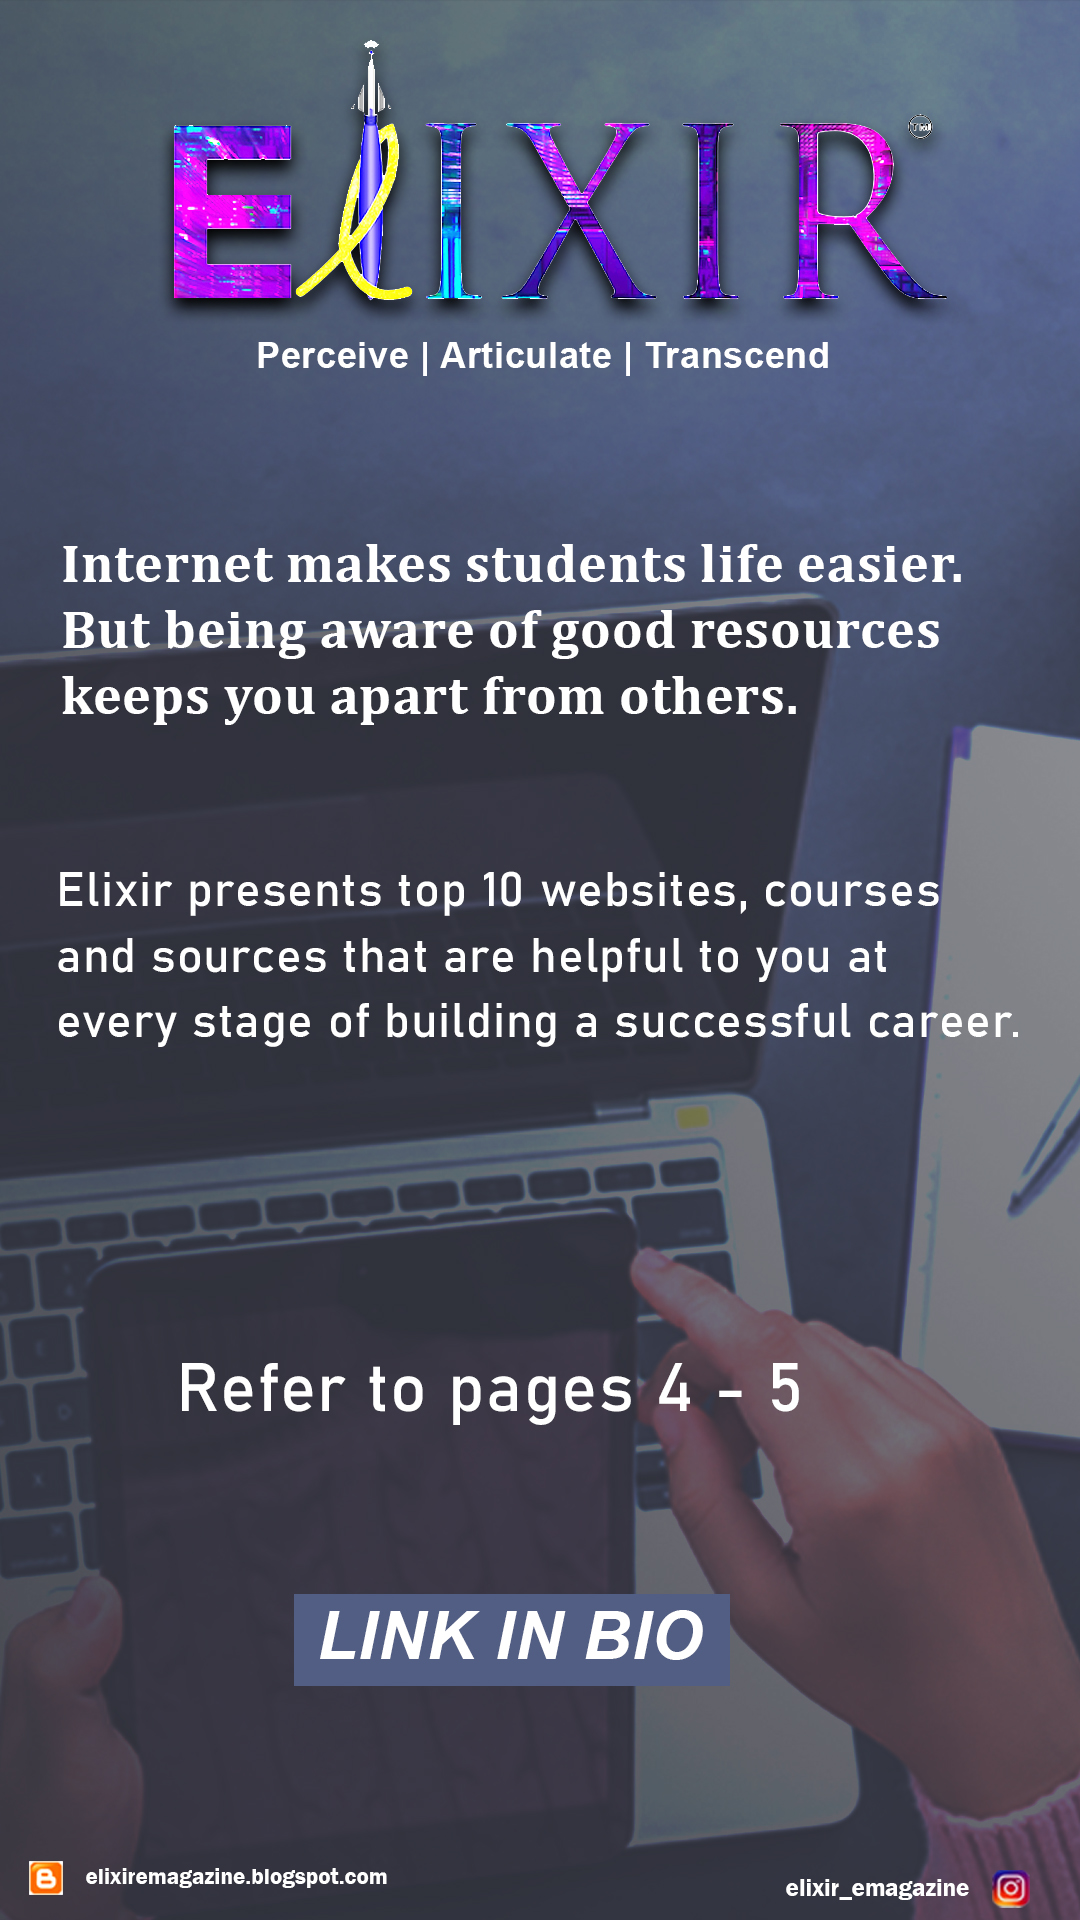 ElIXIR TM
Perceive | Articulate | Transcend
Internet makes students life easier.
But being aware of good resources
keeps you apart from others.
Elixir presents top 10 websites, courses
and sources that are helpful to you at
every stage of building a successful career.
Refer to pages 4 - 5
LINK IN BIO
elixiremagazine.blogspot.com
elixir_emagazine